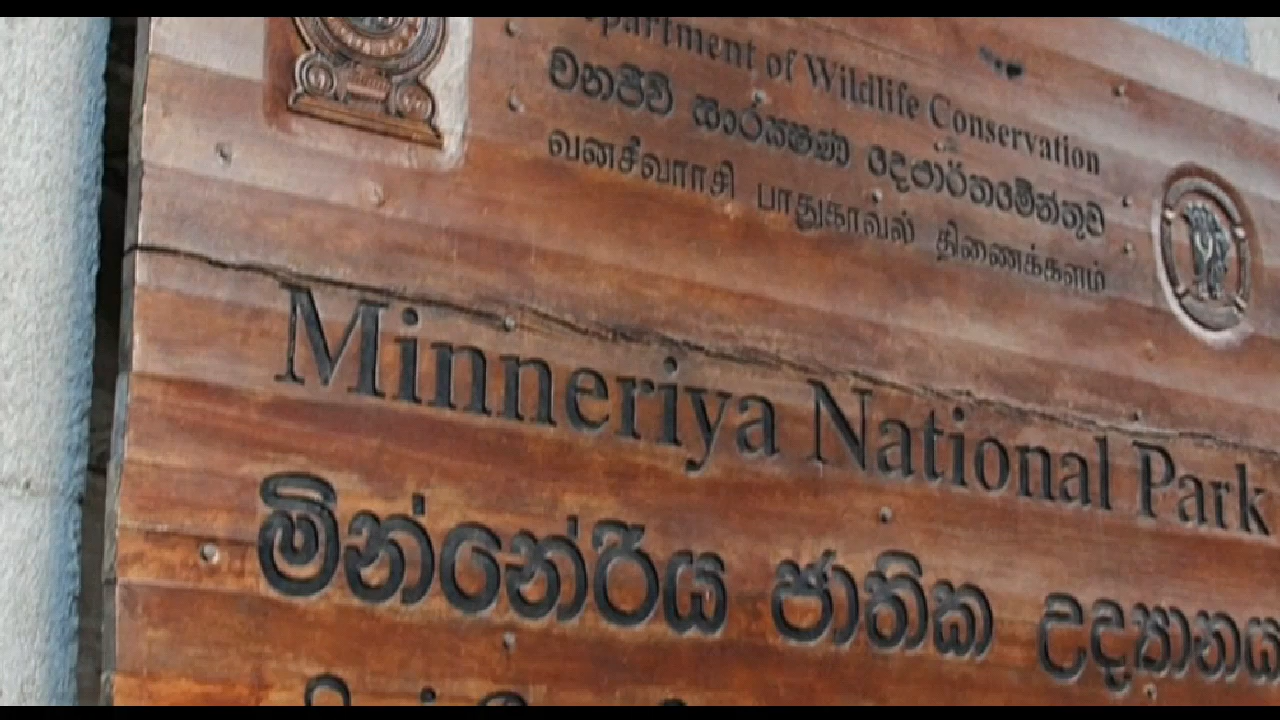 Department of Wildlife Conservation
වනජීවී සංරක්ෂණ දෙපාර්තමේන්තුව
வனசீவராசி பாதுகாவல் திணைக்களம்
Minneriya National Park
මින්නේරිය ජාතික උද්‍යානය